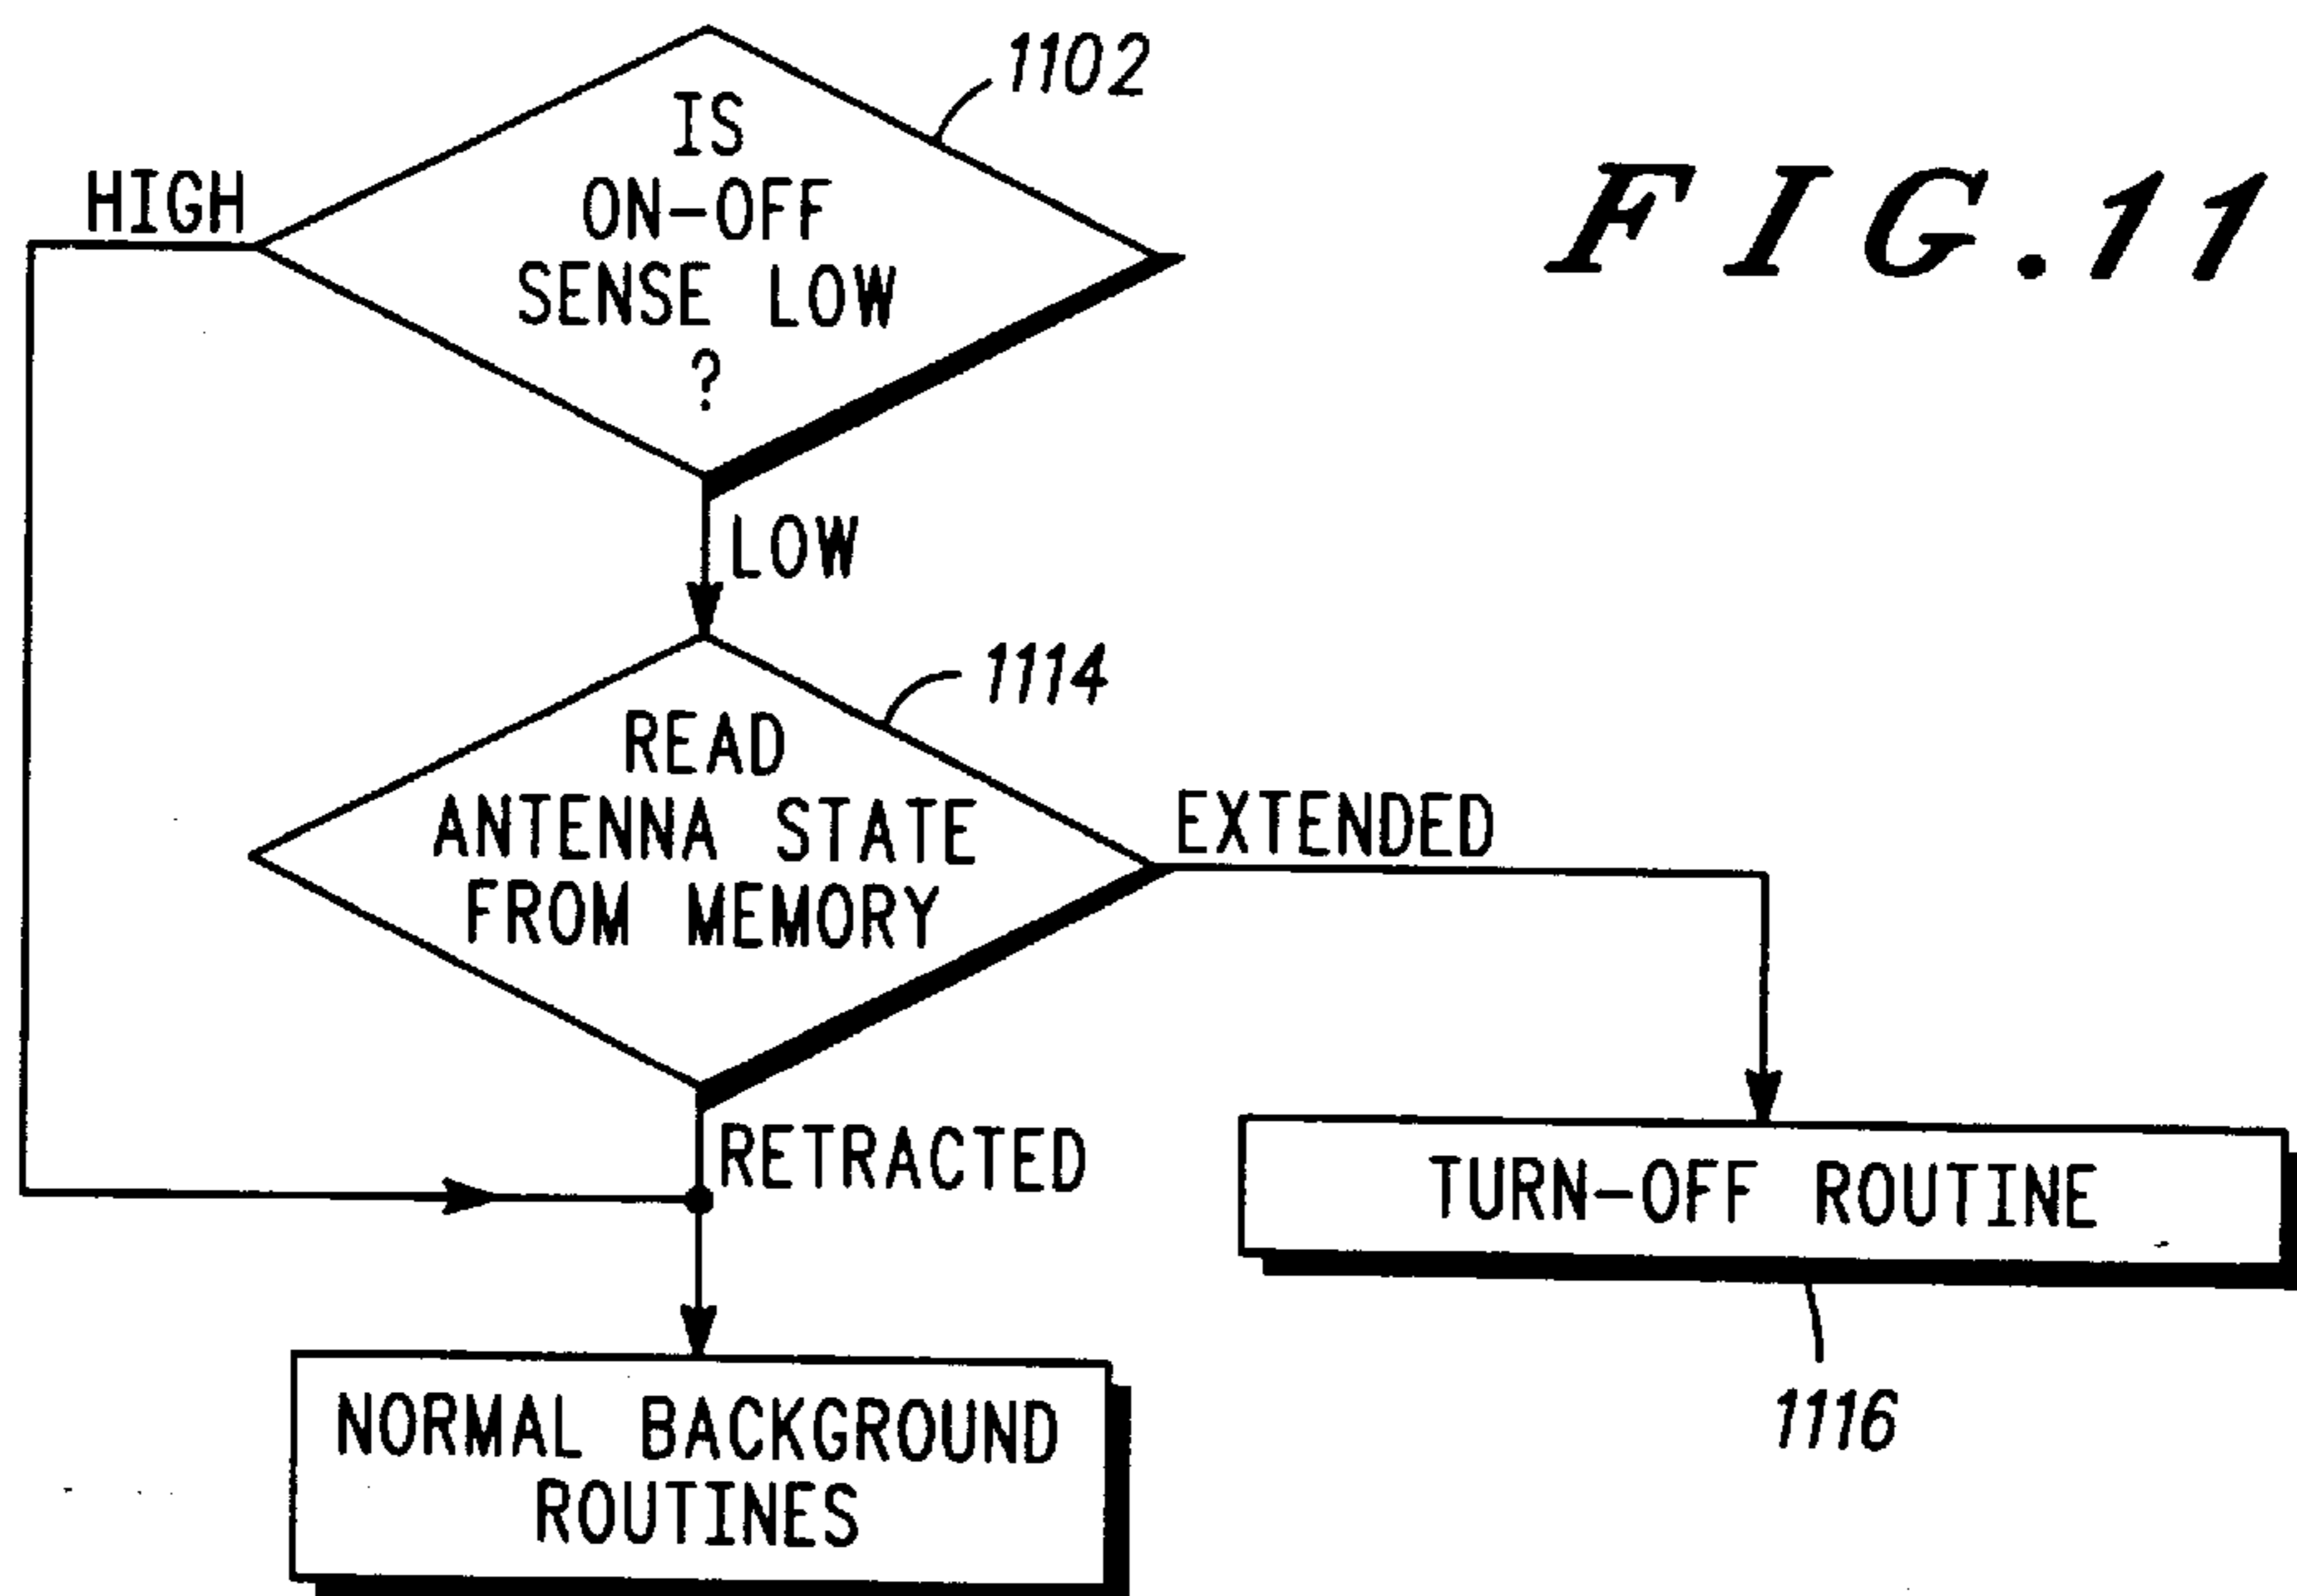 1102
FIG.11
IS
ON-OFF
SENSE LOW
?
HIGH
LOW
1114
READ
ANTENNA STATE
FROM MEMORY
EXTENDED
RETRACTED
TURN-OFF ROUTINE
1116
NORMAL BACKGROUND
ROUTINES